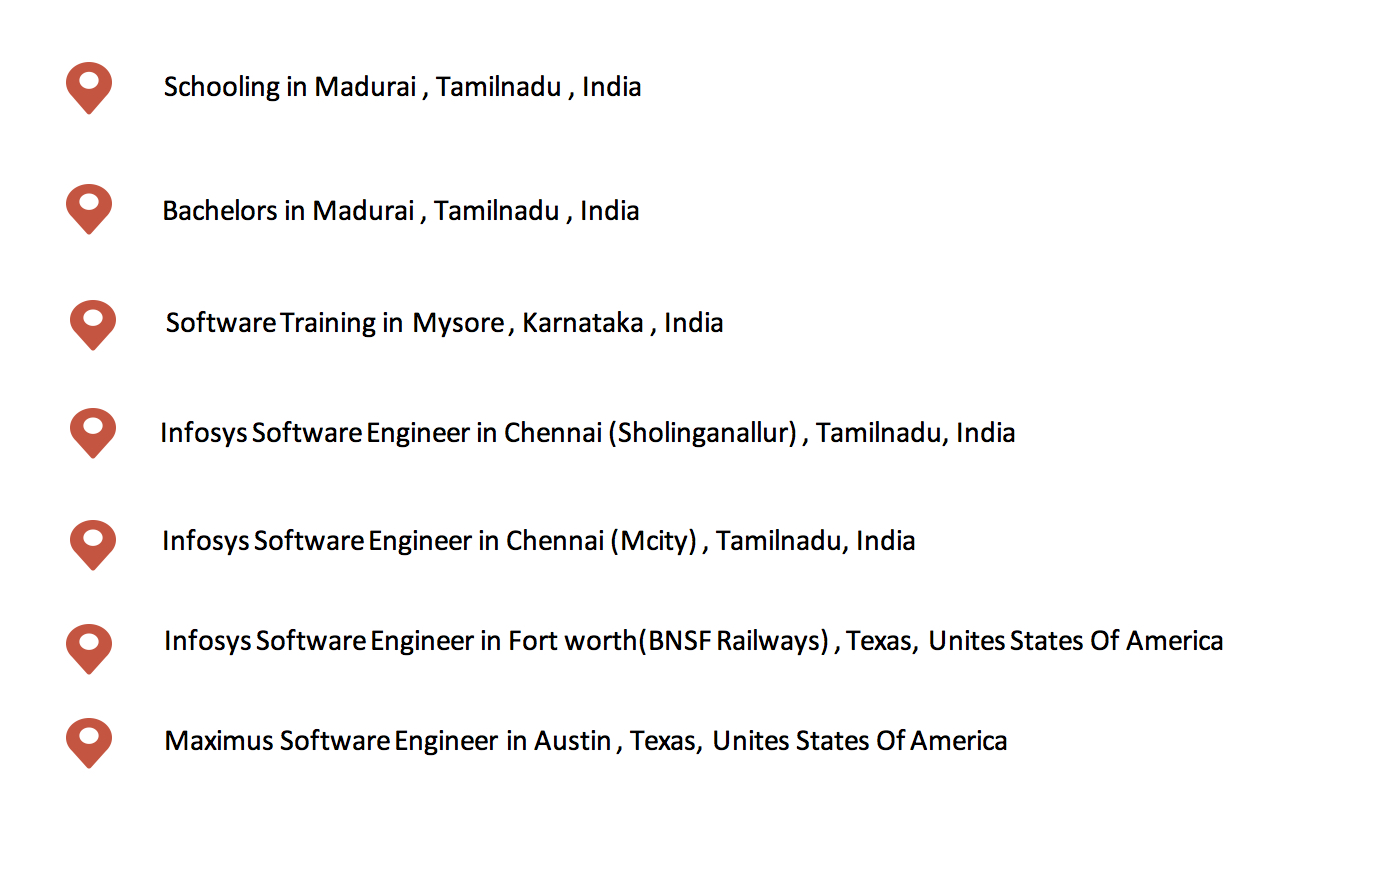 Schooling in Madurai , Tamilnadu , India
Bachelors in Madurai , Tamilnadu , India
Software Training in Mysore , Karnataka , India
Infosys Software Engineer in Chennai (Sholinganallur) , Tamilnadu, India
Infosys Software Engineer in Chennai (Mcity) , Tamilnadu, India
Infosys Software Engineer in Fort worth(BNSF Railways) , Texas, Unites States Of America
Maximus Software Engineer in Austin , Texas, Unites States Of America